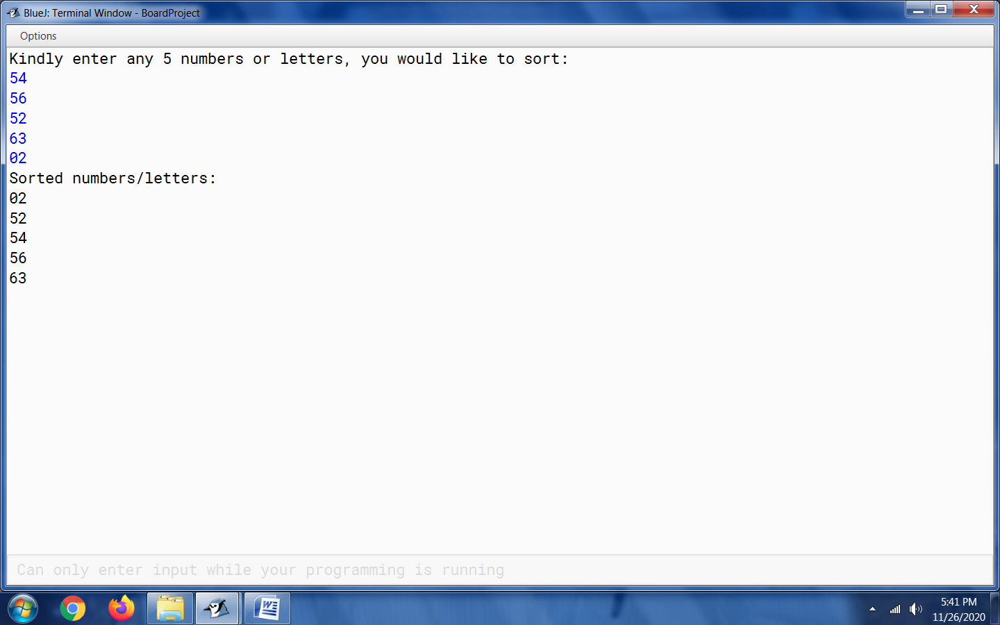 BlueJ: Terminal Window - BoardProject
Options
Kindly enter any 5 numbers or letters, you would like to sort:
54
56
52
63
02
Sorted numbers/letters:
02
52
54
56
63
Can only enter input while your programming is running
5:41 PM
11/26/2020